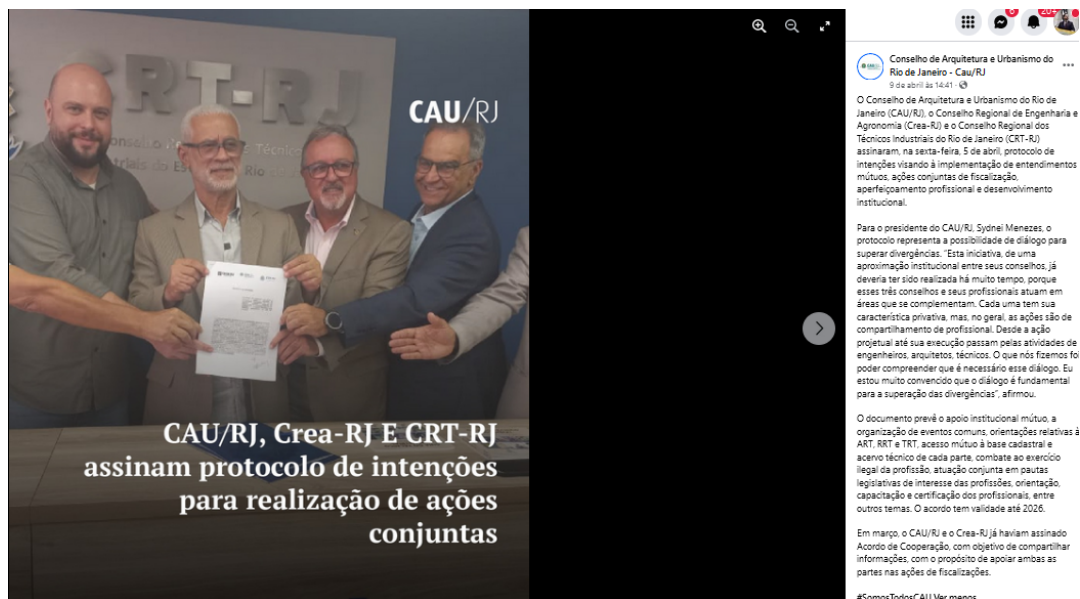 CRT-RJ
CAU/RJ
CAU/RJ, Crea-RJ E CRT-RJ
assinam protocolo de intenções
para realização de ações
conjuntas
6
20+
Conselho de Arquitetura e Urbanismo do
Rio de Janeiro - Cau/RJ
9 de abril às 14:41
O Conselho de Arquitetura e Urbanismo do Rio de
Janeiro (CAU/RJ), o Conselho Regional de Engenharia e
Agronomia (Crea-RJ) e o Conselho Regional dos
Técnicos Industriais do Rio de Janeiro (CRT-RJ)
assinaram, na sexta-feira, 5 de abril, protocolo de
intenções visando à implementação de entendimentos
mútuos, ações conjuntas de fiscalização,
aperfeiçoamento profissional e desenvolvimento
institucional.
Para o presidente do CAU/RJ, Sydnei Menezes, o
protocolo representa a possibilidade de diálogo para
superar divergências. “Esta iniciativa, de uma
aproximação institucional entre seus conselhos, já
deveria ter sido realizada há muito tempo, porque
esses três conselhos e seus profissionais atuam em
áreas que se complementam. Cada uma tem sua
característica privativa, mas, no geral, as ações são de
compartilhamento de profissional. Desde a ação
projetual até sua execução passam pelas atividades de
engenheiros, arquitetos, técnicos. O que nós fizemos foi
poder compreender que é necessário esse diálogo. Eu
estou muito convencido que o diálogo é fundamental
para a superação das divergências”, afirmou.
O documento prevê o apoio institucional mútuo, a
organização de eventos comuns, orientações relativas à
ART, RRT e TRT, acesso mútuo à base cadastral e
acervo técnico de cada parte, combate ao exercício
ilegal da profissão, atuação conjunta em pautas
legislativas de interesse das profissões, orientação,
capacitação e certificação dos profissionais, entre
outros temas. O acordo tem validade até 2026.
Em março, o CAU/RJ e o Crea-RJ já haviam assinado
Acordo de Cooperação, com objetivo de compartilhar
informações, com o propósito de apoiar ambas as
partes nas ações de fiscalizações.
#SomosTodosCAU Ver menos